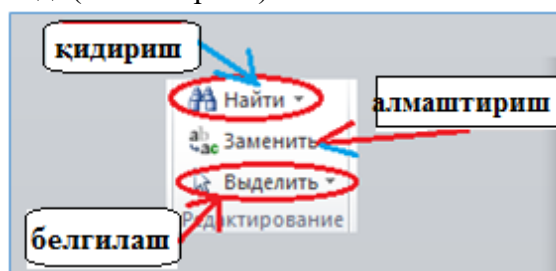 қидириш
Найти
алмаштириш
Заменить
Выделить
белгилаш
Редактирование